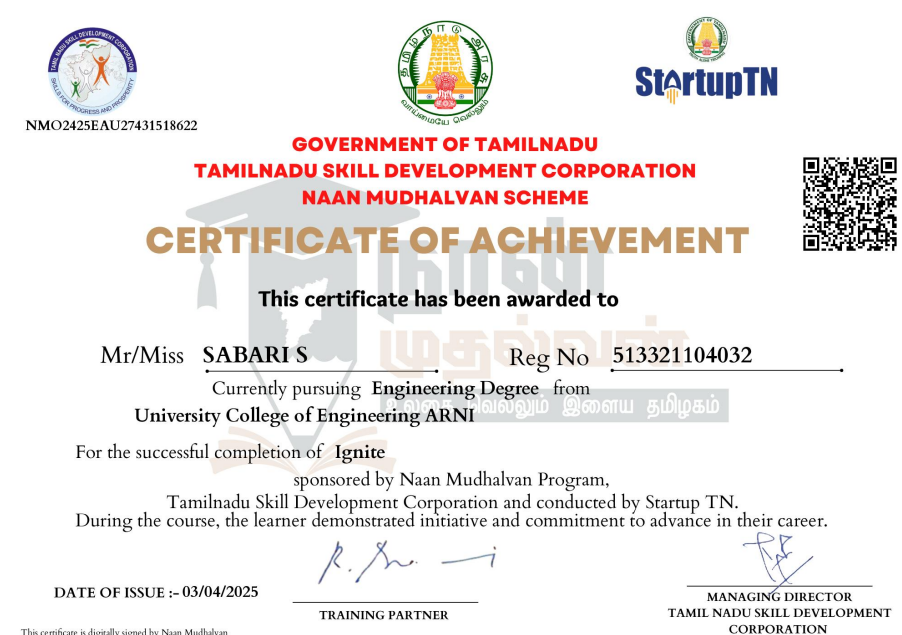 TAMIL NADU SKILL DEVELOPMENT CORPORATION
SKILLS FOR PROGRESS AND PROSPERITY
NMO2425EAU27431518622
தமிழ்நாடு அரசு
வாய்மையே வெல்லும்
StartupTN
GOVERNMENT OF TAMILNADU
TAMILNADU SKILL DEVELOPMENT CORPORATION
NAAN MUDHALVAN SCHEME
CERTIFICATE OF ACHIEVEMENT
நான்
முதல்வன்
உலகை வெல்லும் இளைய தமிழகம்
This certificate has been awarded to
Mr/Miss SABARI S Reg No 513321104032
Currently pursuing Engineering Degree from
University College of Engineering ARNI
For the successful completion of Ignite
sponsored by Naan Mudhalvan Program,
Tamilnadu Skill Development Corporation and conducted by Startup TN.
During the course, the learner demonstrated initiative and commitment to advance in their career.
DATE OF ISSUE :- 03/04/2025
TRAINING PARTNER
MANAGING DIRECTOR
TAMIL NADU SKILL DEVELOPMENT
CORPORATION
This certificate is digitally signed by Naan Mudhalvan